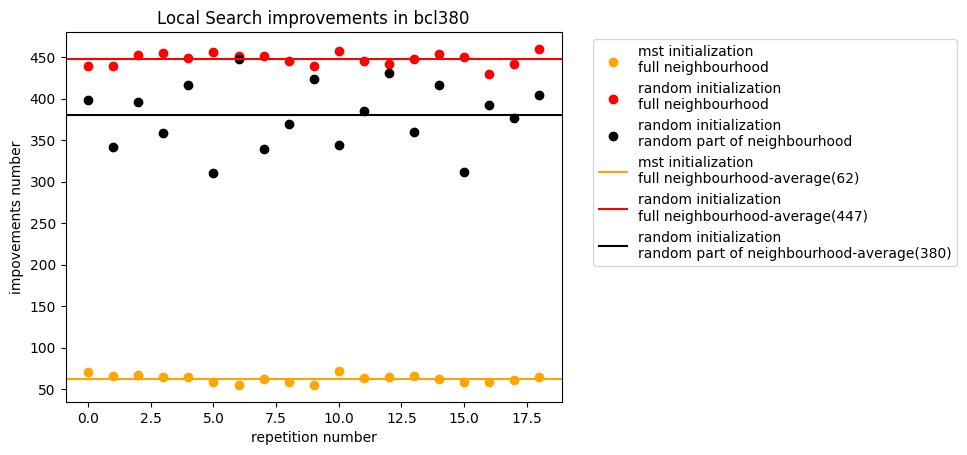 Local Search improvements in bcl380
impovements number
450
400
350
300
250
200
150
100
50
0.0
2.5
5.0
7.5
10.0
12.5
15.0
17.5
repetition number
mst initialization
full neighbourhood
random initialization
full neighbourhood
random initialization
random part of neighbourhood
mst initialization
full neighbourhood-average(62)
random initialization
full neighbourhood-average(447)
random initialization
random part of neighbourhood-average(380)